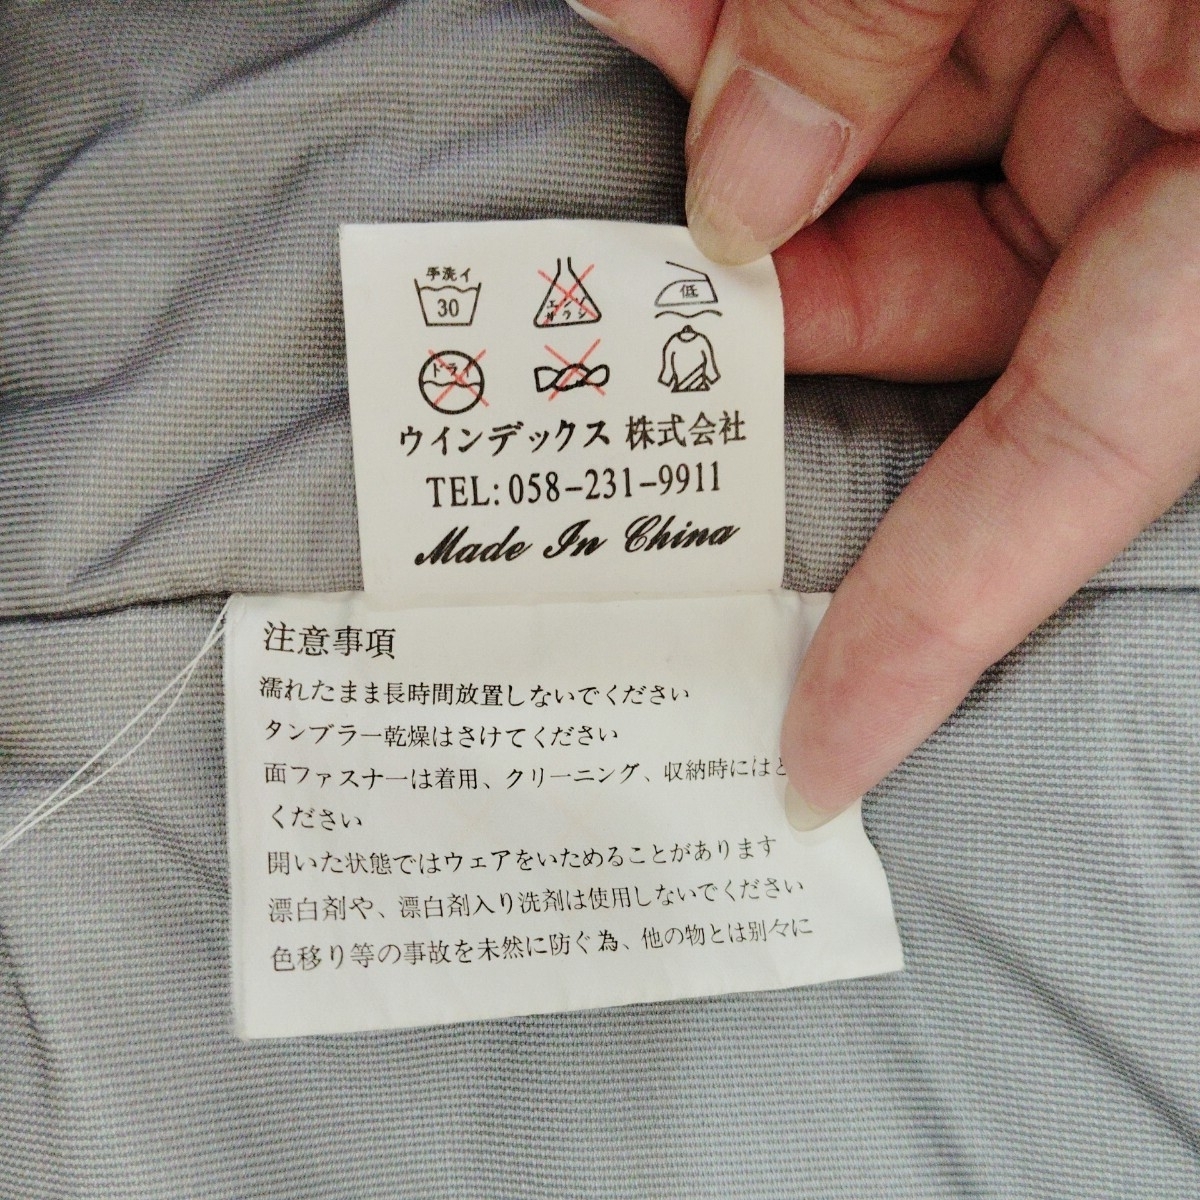 手洗イ
30
エンソ
サラシ
低
ドライ
ウインデックス 株式会社
TEL: 058-231-9911
Made In China
注意事項
濡れたまま長時間放置しないでください
タンブラー乾燥はさけてください
面ファスナーは着用、クリーニング、収納時にはと
ください
開いた状態ではウェアをいためることがあります
漂白剤や、漂白剤入り洗剤は使用しないでください
色移り等の事故を未然に防ぐ為、他の物とは別々に